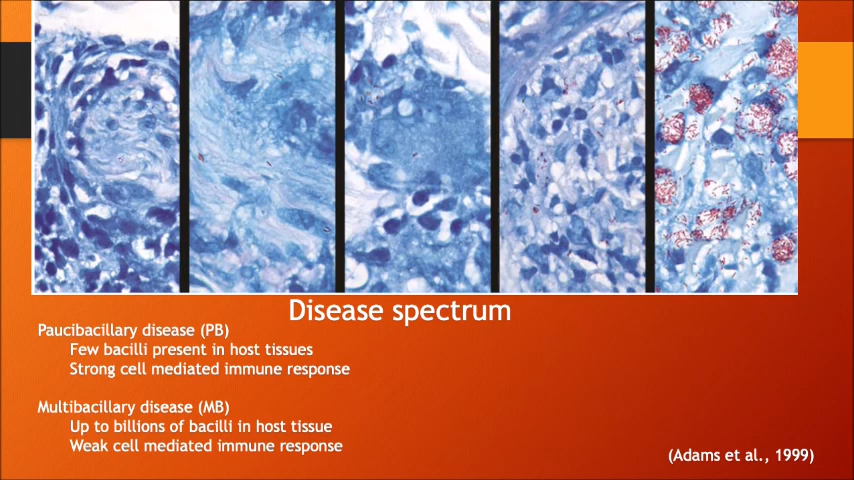 Disease spectrum
Paucibacillary disease (PB)
Few bacilli present in host tissues
Strong cell mediated immune response
Multibacillary disease (MB)
Up to billions of bacilli in host tissue
Weak cell mediated immune response
(Adams et al., 1999)